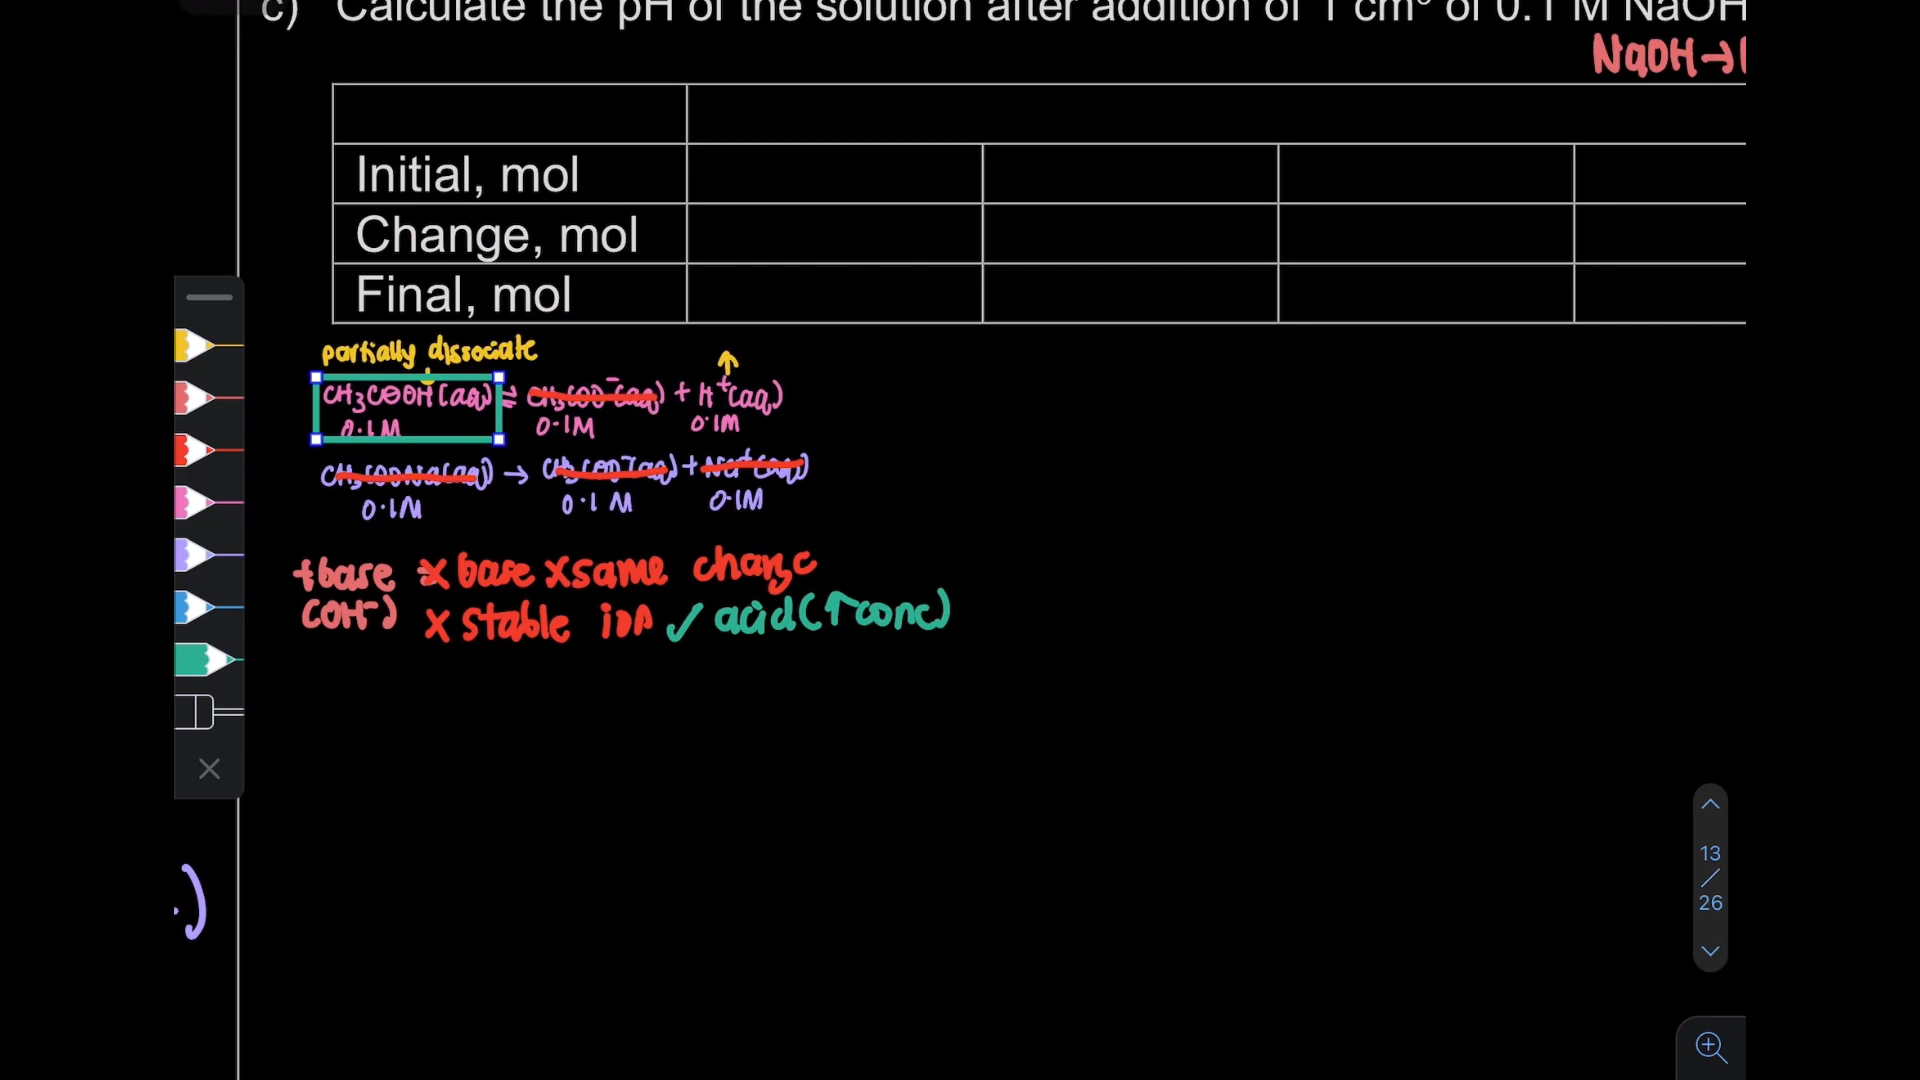 c) Calculate the pH of the solution after addition of 1 cm³ of 0.1 M NaOH
NaOH →
Initial, mol
Change, mol
Final, mol
partially dissociate
↑
CH₃COOH(aq) ⇌ CH₃COO⁻(aq) + H⁺(aq)
0.1M 0.1M 0.1M
CH₃COONa(aq) → CH₃COO⁻(aq) + Na⁺(aq)
0.1M 0.1 M 0.1M
+base × base × same charge
(OH⁻) × stable ion ✓ acid (↑conc)
.)
13
/
26